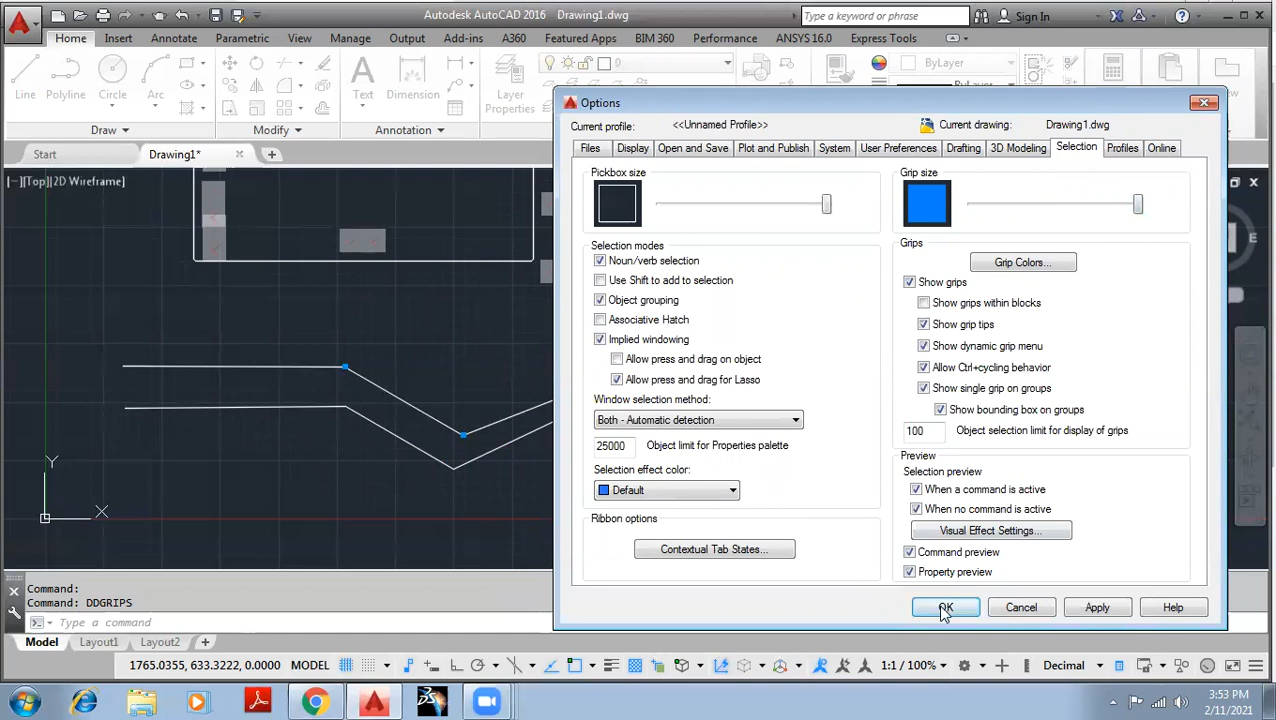 Autodesk AutoCAD 2016 Drawing1.dwg
Type a keyword or phrase
Sign In
Home Insert Annotate Parametric View Manage Output Add-ins A360 Featured Apps BIM 360 Performance ANSYS 16.0 Express Tools
Line Polyline Circle Arc
Text Dimension
Layer
Properties
0
ByLayer
ByLayer
Draw Modify Annotation
Start Drawing1*
[−][Top][2D Wireframe]
Options
Current profile: <<Unnamed Profile>> Current drawing: Drawing1.dwg
Files Display Open and Save Plot and Publish System User Preferences Drafting 3D Modeling Selection Profiles Online
Pickbox size
Selection modes
Noun/verb selection
Use Shift to add to selection
Object grouping
Associative Hatch
Implied windowing
Allow press and drag on object
Allow press and drag for Lasso
Window selection method:
Both - Automatic detection
25000 Object limit for Properties palette
Selection effect color:
Default
Ribbon options
Contextual Tab States...
Grip size
Grips
Grip Colors...
Show grips
Show grips within blocks
Show grip tips
Show dynamic grip menu
Allow Ctrl+cycling behavior
Show single grip on groups
Show bounding box on groups
100 Object selection limit for display of grips
Preview
Selection preview
When a command is active
When no command is active
Visual Effect Settings...
Command preview
Property preview
OK Cancel Apply Help
Y
X
Command:
Command: DDGRIPS
Type a command
Model Layout1 Layout2
1765.0355, 633.3222, 0.0000 MODEL
1:1 / 100%
Decimal
3:53 PM
2/11/2021